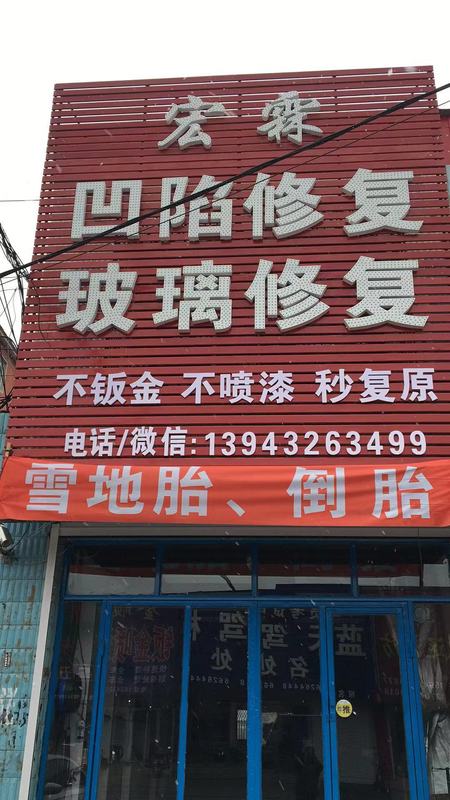 宏霖
凹陷修复
玻璃修复
不钣金 不喷漆 秒复原
电话/微信:13943263499
雪地胎、倒胎
推